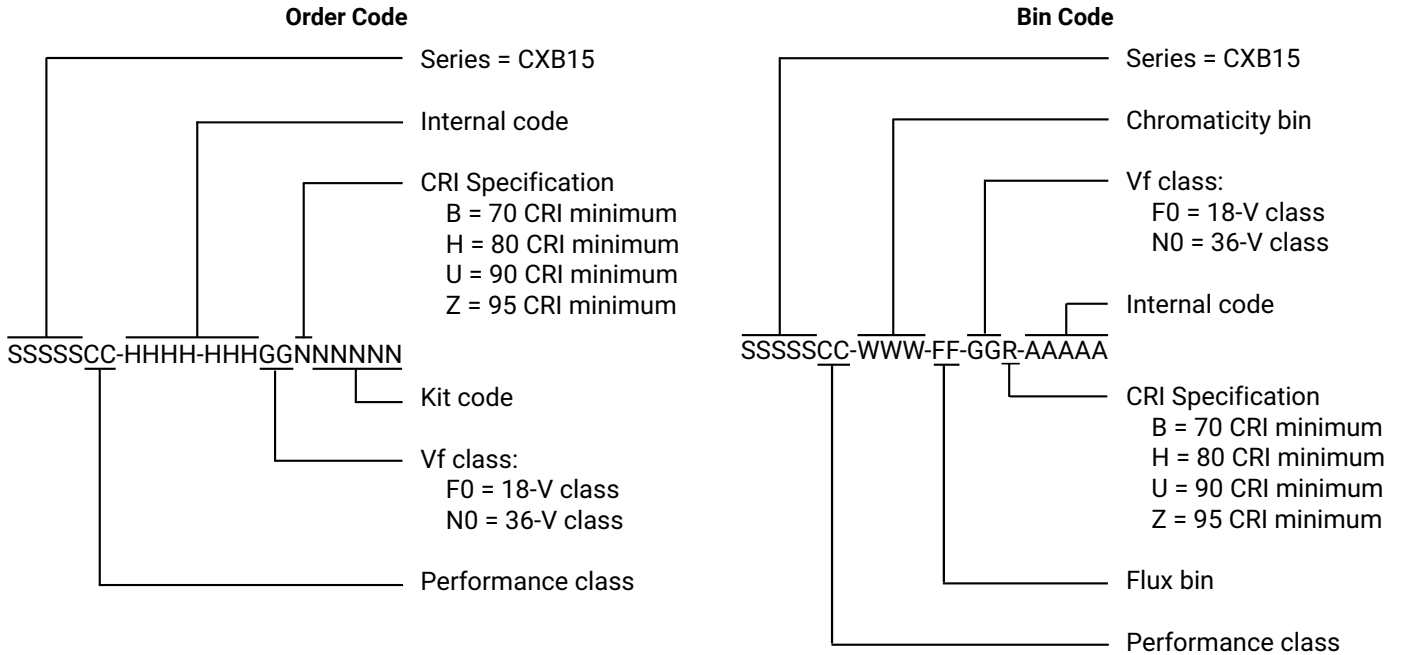 Order Code
Series = CXB15
Internal code
CRI Specification
B = 70 CRI minimum
H = 80 CRI minimum
U = 90 CRI minimum
Z = 95 CRI minimum
SSSSSCC-HHHH-HHHGGNNNNNN
Kit code
Vf class:
F0 = 18-V class
N0 = 36-V class
Performance class
Bin Code
Series = CXB15
Chromaticity bin
Vf class:
F0 = 18-V class
N0 = 36-V class
Internal code
SSSSSCC-WWW-FF-GGR-AAAAA
CRI Specification
B = 70 CRI minimum
H = 80 CRI minimum
U = 90 CRI minimum
Z = 95 CRI minimum
Flux bin
Performance class